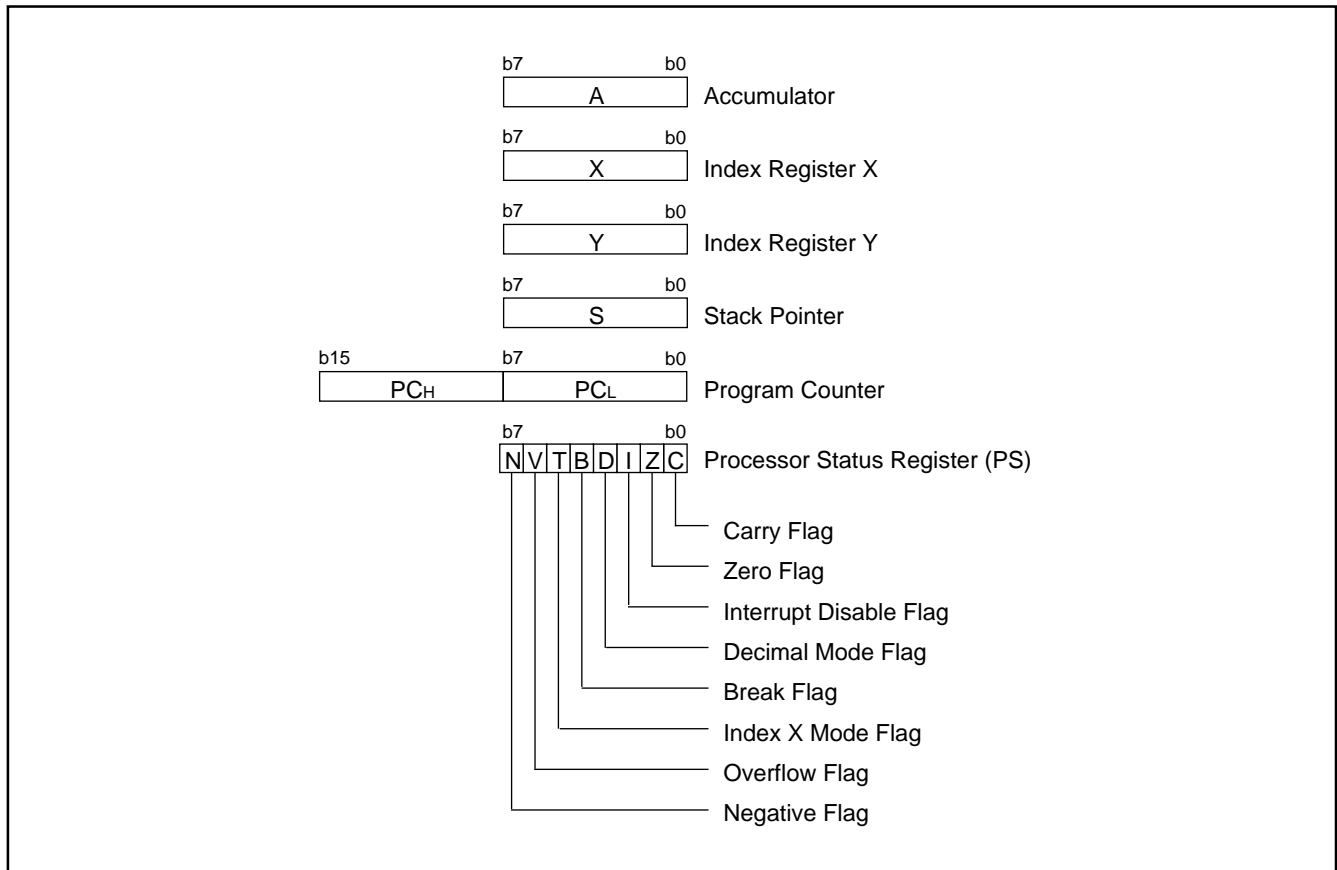 b7 b0
A Accumulator
b7 b0
X Index Register X
b7 b0
Y Index Register Y
b7 b0
S Stack Pointer
b15 b7 b0
PCH PCL Program Counter
b7 b0
N V T B D I Z C Processor Status Register (PS)
Carry Flag
Zero Flag
Interrupt Disable Flag
Decimal Mode Flag
Break Flag
Index X Mode Flag
Overflow Flag
Negative Flag